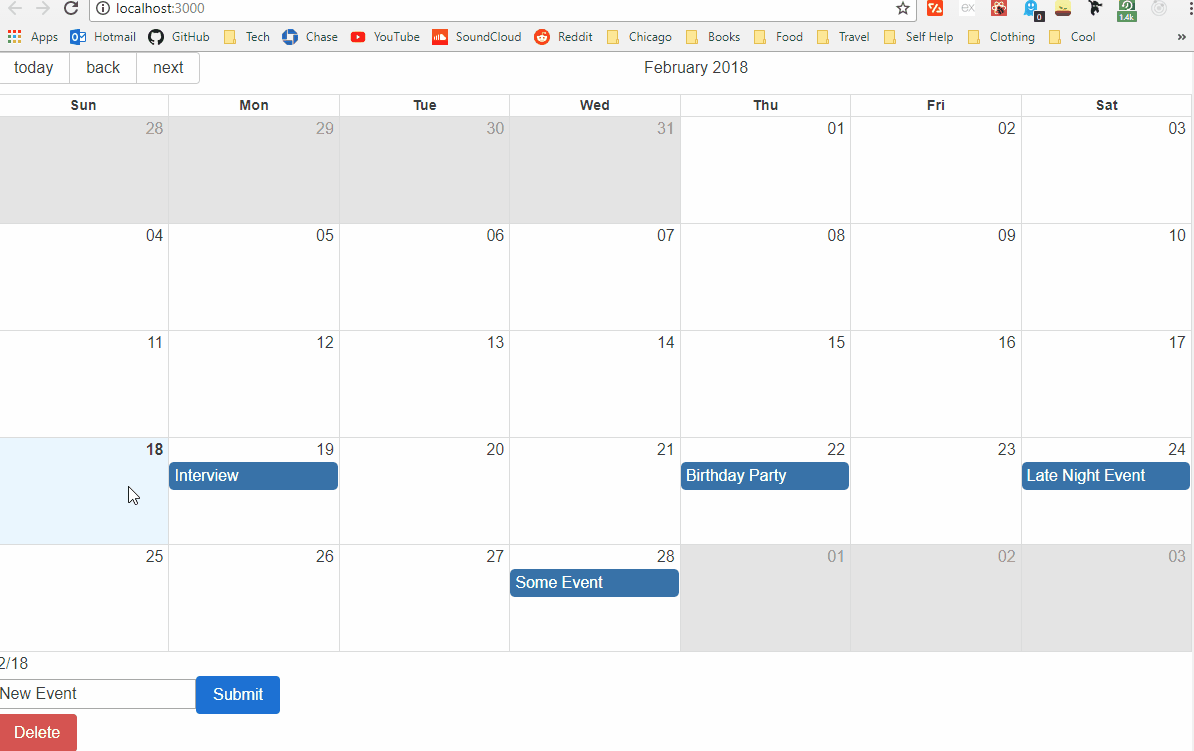 localhost:3000
ex 0 1.4k
Apps Hotmail GitHub Tech Chase YouTube SoundCloud Reddit Chicago Books Food Travel Self Help Clothing Cool »
today back next February 2018
Sun Mon Tue Wed Thu Fri Sat
28 29 30 31 01 02 03
04 05 06 07 08 09 10
11 12 13 14 15 16 17
18 19 20 21 22 23 24
Interview Birthday Party Late Night Event
25 26 27 28 01 02 03
Some Event
2/18
New Event Submit
Delete